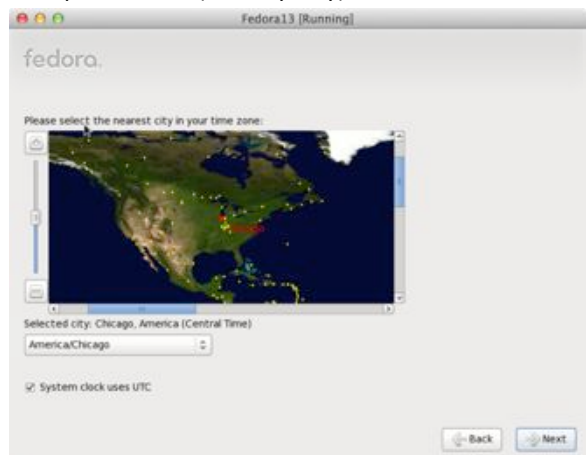 Fedora13 [Running]
fedora.
Please select the nearest city in your time zone:
Chicago
Selected city: Chicago, America (Central Time)
America/Chicago
System clock uses UTC
Back
Next